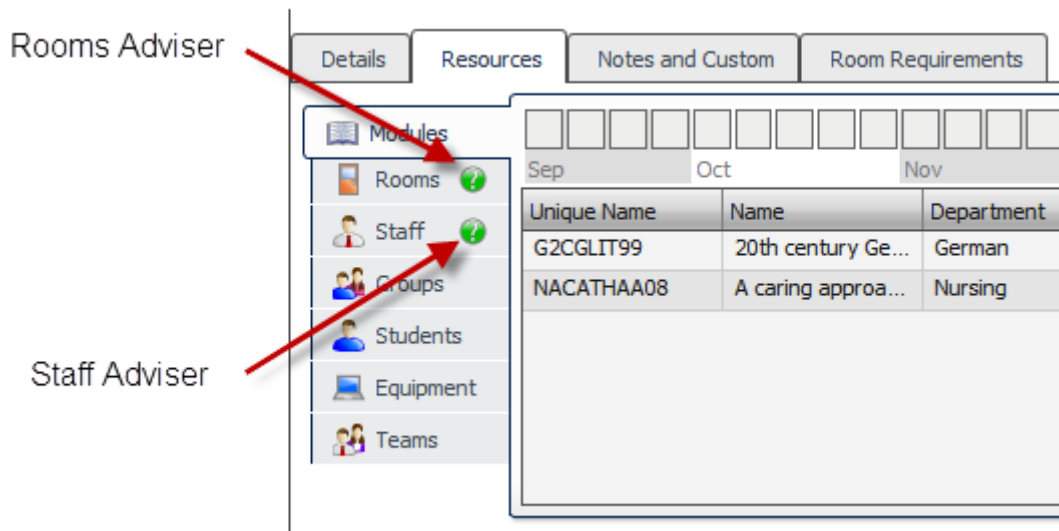 Rooms Adviser
Details Resources Notes and Custom Room Requirements
Modules
Rooms
Staff
Groups
Students
Equipment
Teams
Staff Adviser
Sep Oct Nov
Unique Name Name Department
G2CGLIT99 20th century Ge... German
NACATHAA08 A caring approa... Nursing